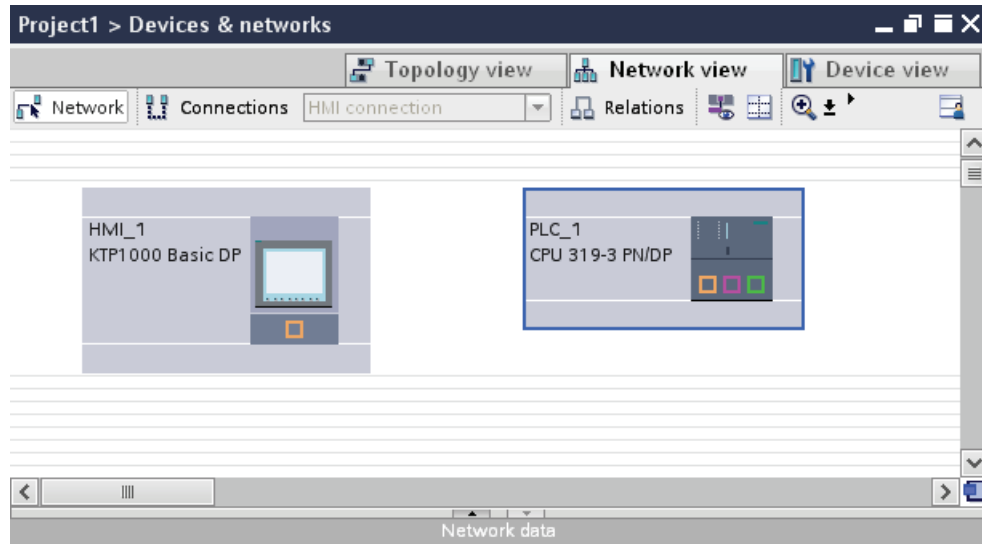 Project1 > Devices & networks
Topology view Network view Device view
Network Connections HMI connection Relations
HMI_1
KTP1000 Basic DP
PLC_1
CPU 319-3 PN/DP
Network data